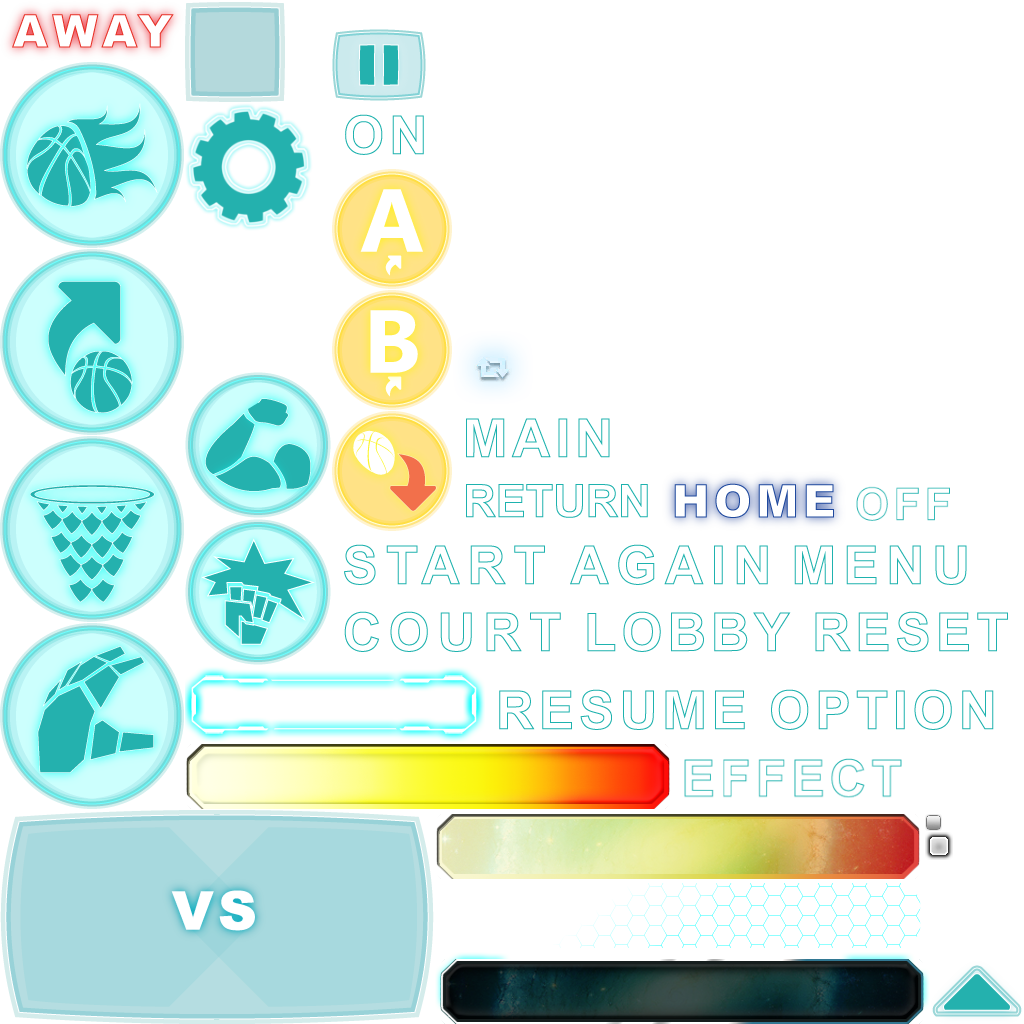 AWAY
ON
A
B
MAIN
RETURN HOME OFF
START AGAIN MENU
COURT LOBBY RESET
RESUME OPTION
EFFECT
VS